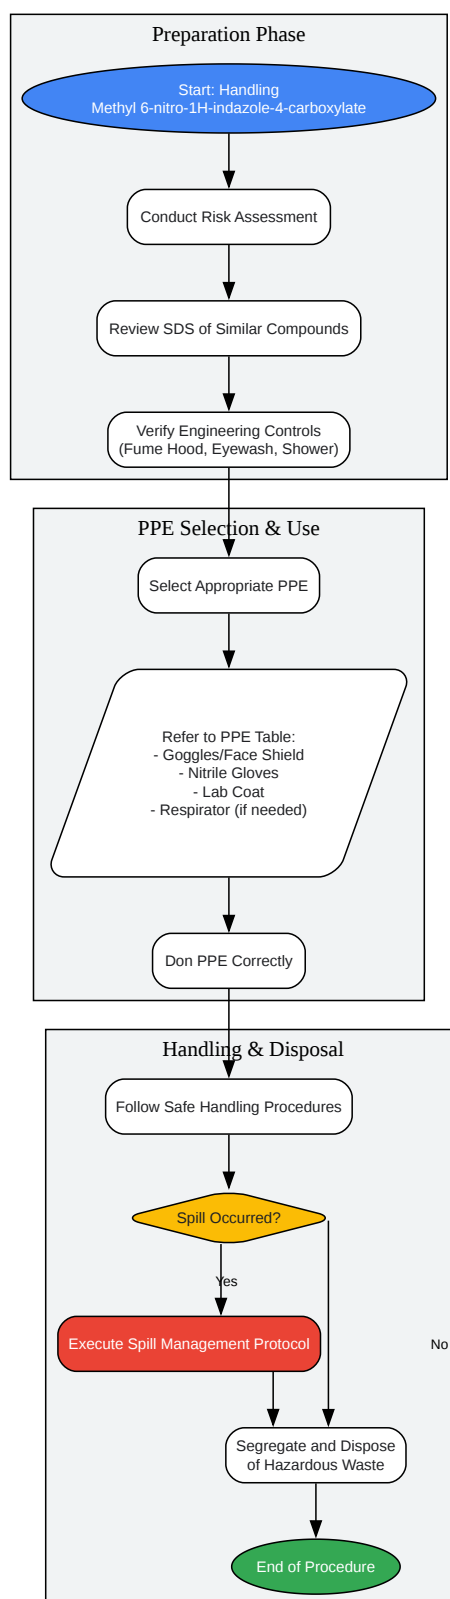 Preparation Phase
Start: Handling
Methyl 6-nitro-1H-indazole-4-carboxylate
Conduct Risk Assessment
Review SDS of Similar Compounds
Verify Engineering Controls
(Fume Hood, Eyewash, Shower)
PPE Selection & Use
Select Appropriate PPE
Refer to PPE Table:
- Goggles/Face Shield
- Nitrile Gloves
- Lab Coat
- Respirator (if needed)
Don PPE Correctly
Handling & Disposal
Follow Safe Handling Procedures
Spill Occurred?
Yes
Execute Spill Management Protocol
No
Segregate and Dispose
of Hazardous Waste
End of Procedure